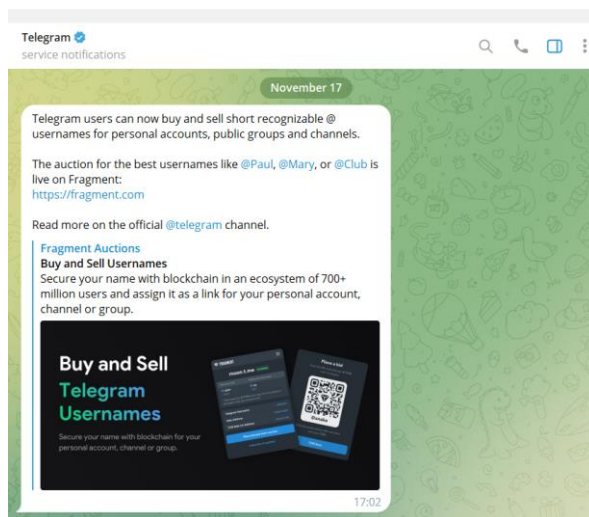 Telegram
service notifications
November 17
Telegram users can now buy and sell short recognizable @
usernames for personal accounts, public groups and channels.
The auction for the best usernames like @Paul, @Mary, or @Club is
live on Fragment:
https://fragment.com
Read more on the official @telegram channel.
Fragment Auctions
Buy and Sell Usernames
Secure your name with blockchain in an ecosystem of 700+
million users and assign it as a link for your personal account,
channel or group.
Buy and Sell
Telegram
Usernames
Secure your name with blockchain for your
personal account, channel or group.
Place a bid
17:02